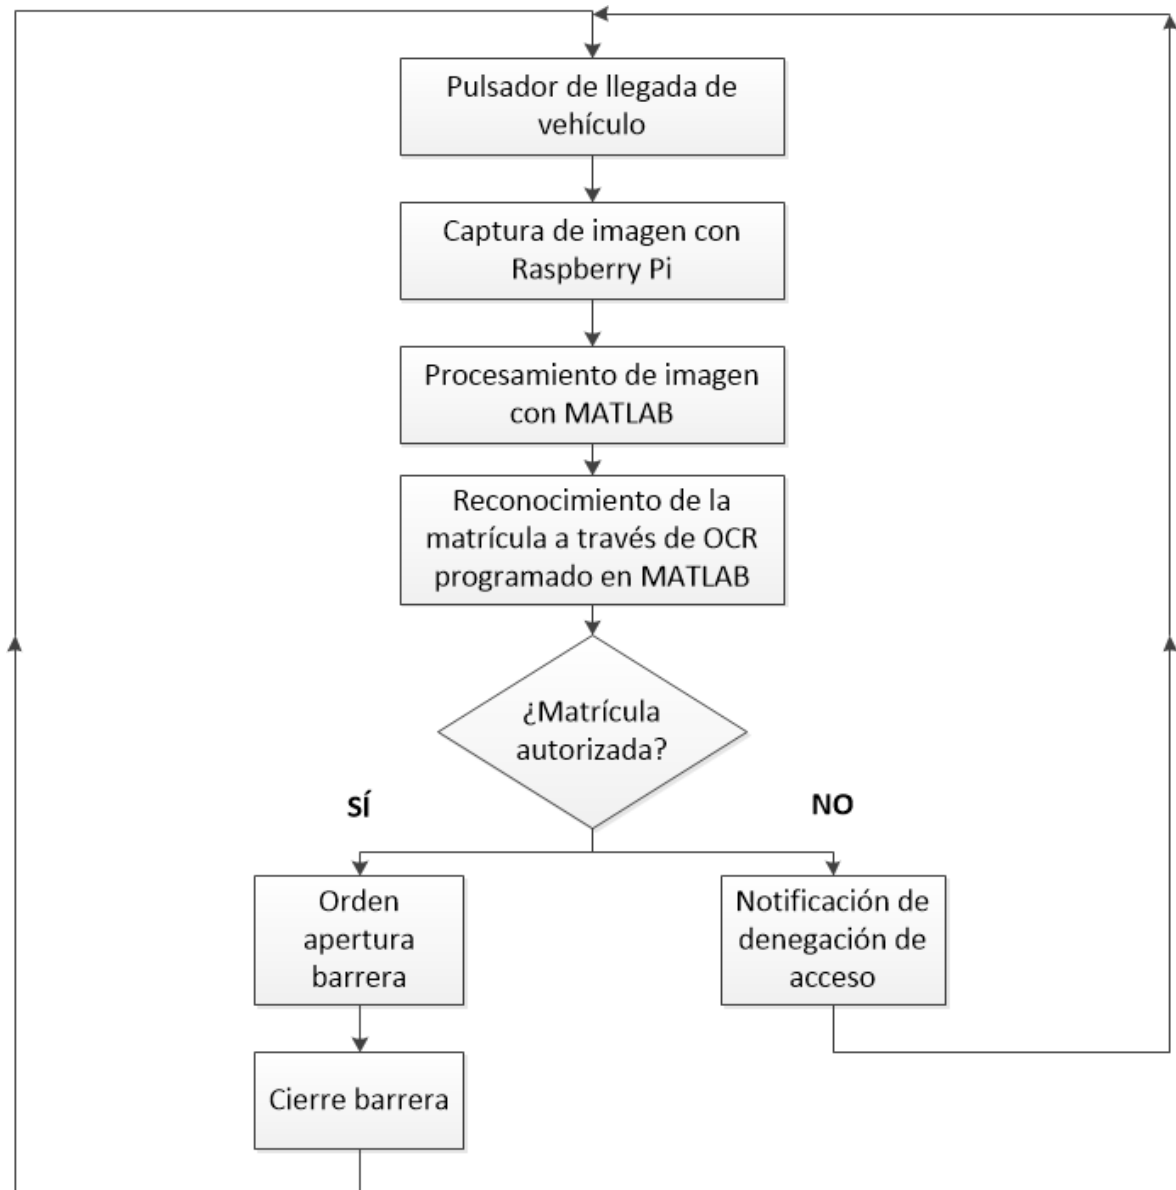 Pulsador de llegada de
vehículo
Captura de imagen con
Raspberry Pi
Procesamiento de imagen
con MATLAB
Reconocimiento de la
matrícula a través de OCR
programado en MATLAB
¿Matrícula
autorizada?
SÍ
NO
Orden
apertura
barrera
Notificación de
denegación de
acceso
Cierre barrera